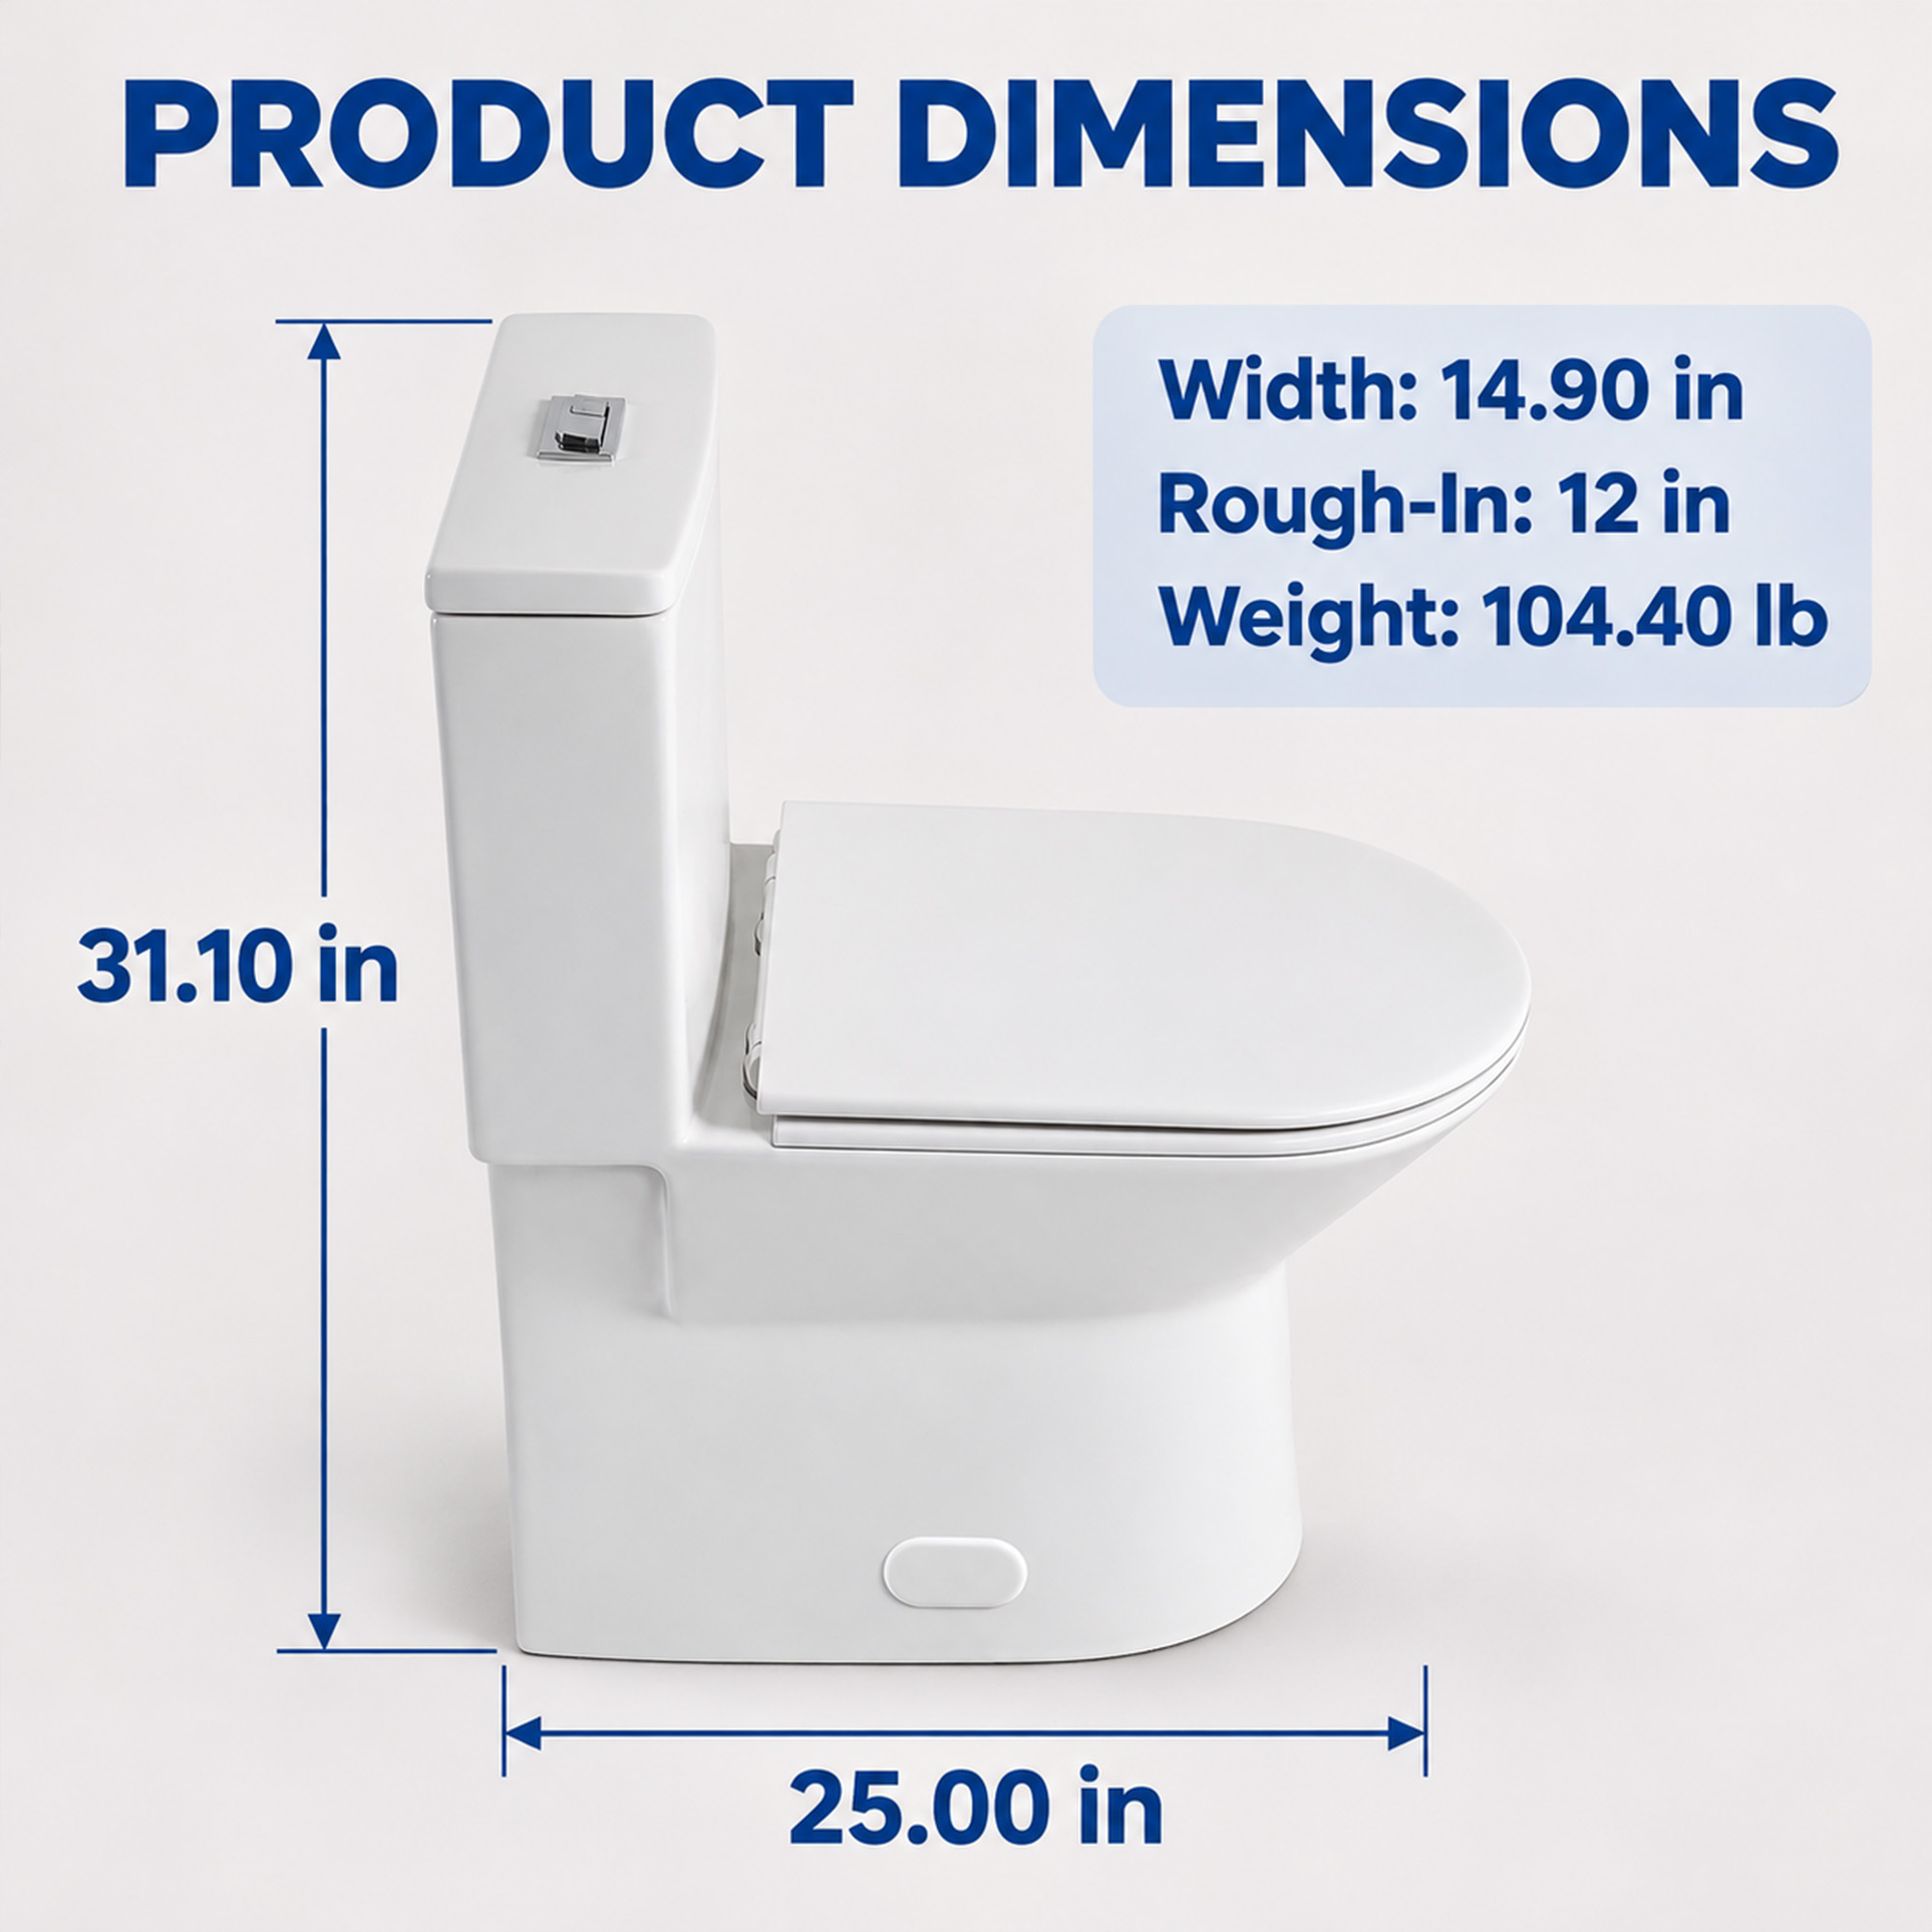 PRODUCT DIMENSIONS
Width: 14.90 in
Rough-In: 12 in
Weight: 104.40 lb
31.10 in
25.00 in